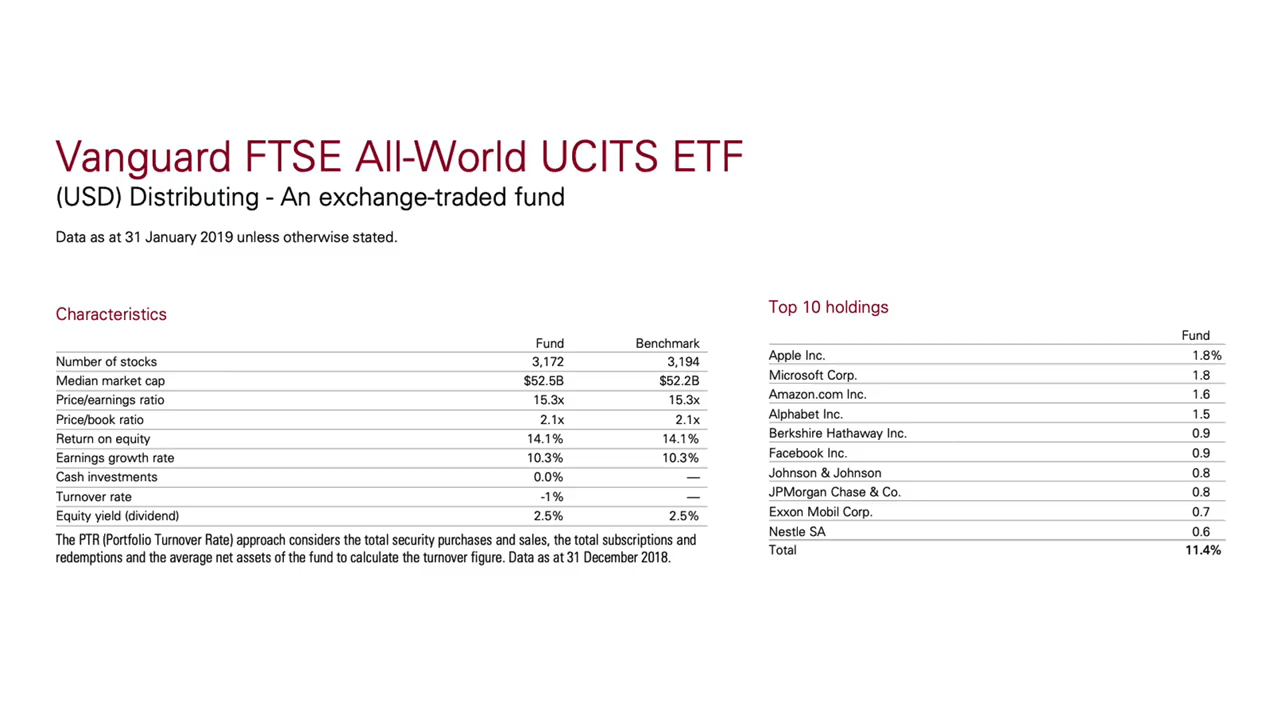 Vanguard FTSE All-World UCITS ETF
(USD) Distributing - An exchange-traded fund
Data as at 31 January 2019 unless otherwise stated.
Characteristics
Fund Benchmark
Number of stocks 3,172 3,194
Median market cap $52.5B $52.2B
Price/earnings ratio 15.3x 15.3x
Price/book ratio 2.1x 2.1x
Return on equity 14.1% 14.1%
Earnings growth rate 10.3% 10.3%
Cash investments 0.0% —
Turnover rate -1% —
Equity yield (dividend) 2.5% 2.5%
The PTR (Portfolio Turnover Rate) approach considers the total security purchases and sales, the total subscriptions and
redemptions and the average net assets of the fund to calculate the turnover figure. Data as at 31 December 2018.
Top 10 holdings
Fund
Apple Inc. 1.8%
Microsoft Corp. 1.8
Amazon.com Inc. 1.6
Alphabet Inc. 1.5
Berkshire Hathaway Inc. 0.9
Facebook Inc. 0.9
Johnson & Johnson 0.8
JPMorgan Chase & Co. 0.8
Exxon Mobil Corp. 0.7
Nestle SA 0.6
Total 11.4%